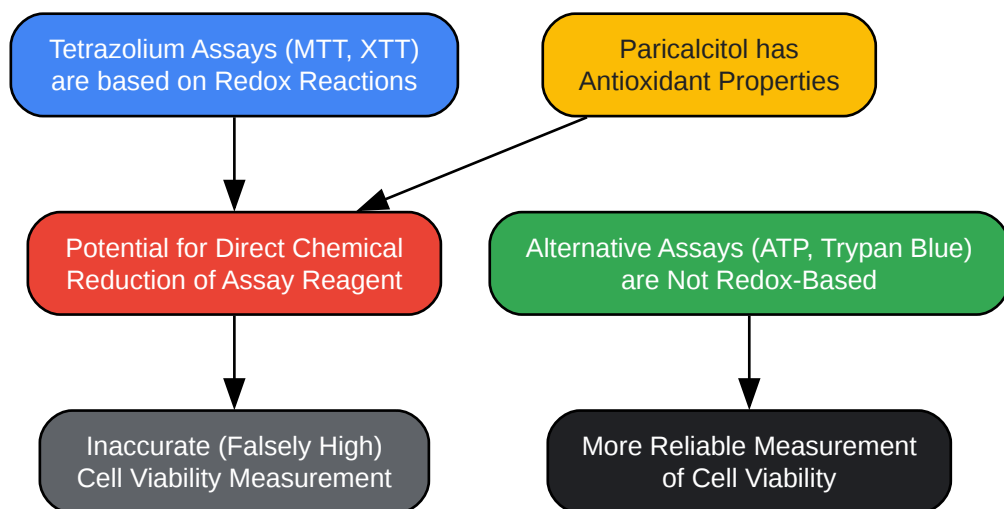 Tetrazolium Assays (MTT, XTT)
are based on Redox Reactions
Paricalcitol has
Antioxidant Properties
Potential for Direct Chemical
Reduction of Assay Reagent
Alternative Assays (ATP, Trypan Blue)
are Not Redox-Based
Inaccurate (Falsely High)
Cell Viability Measurement
More Reliable Measurement
of Cell Viability